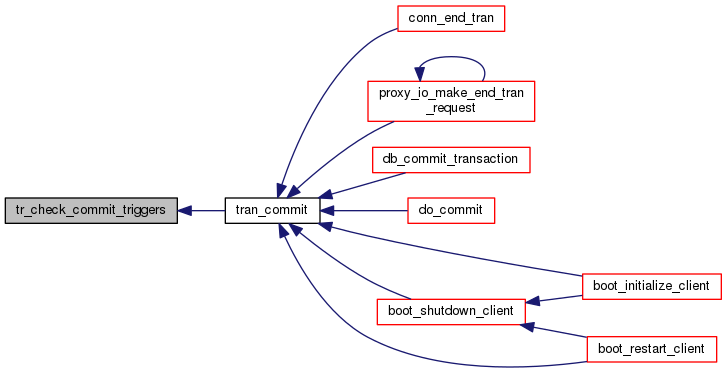 conn_end_tran
proxy_io_make_end_tran
_request
db_commit_transaction
tr_check_commit_triggers
tran_commit
do_commit
boot_initialize_client
boot_shutdown_client
boot_restart_client